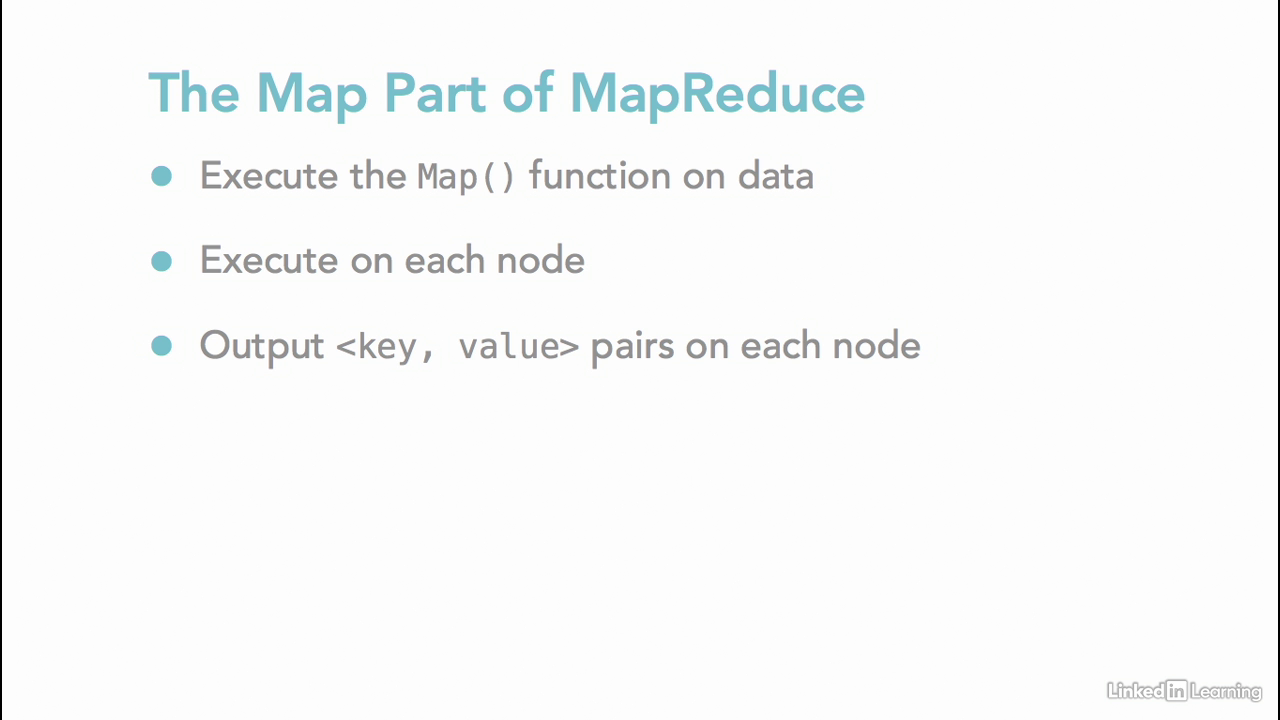 The Map Part of MapReduce
Execute the Map() function on data
Execute on each node
Output <key, value> pairs on each node
Linked in Learning